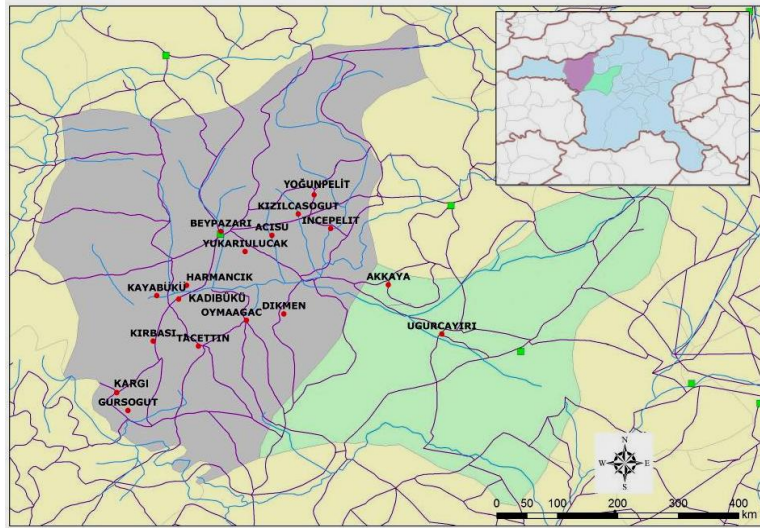 YOĞUNPELİT
KIZILCASOGUT
BEYPAZARI
ACISU
INCEPELIT
YUKARIULUCAK
HARMANCIK
AKKAYA
KAYABÜKÜ
KADIBÜKÜ
DIKMEN
OYMAAGAC
UGURCAYIRI
KIRBASI
TACETTIN
KARGI
GURSOGUT
N
W E
S
0 50 100 200 300 400
km